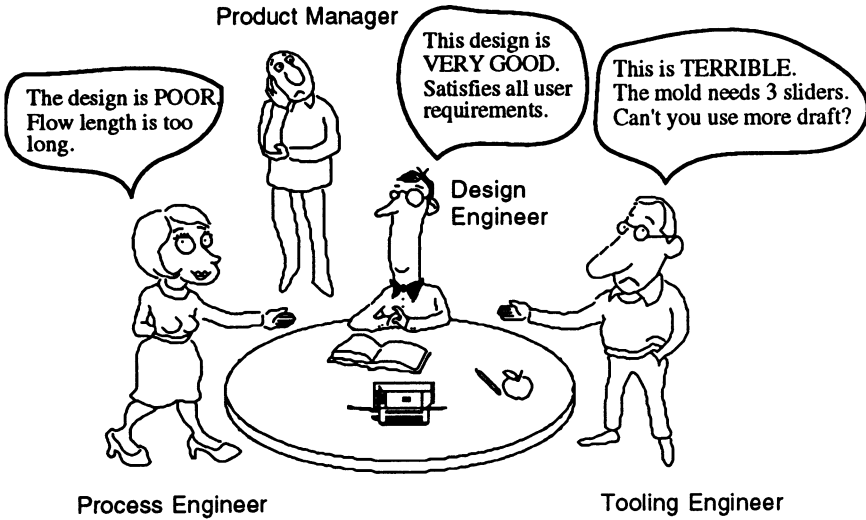 Product Manager
The design is POOR.
Flow length is too
long.
This design is
VERY GOOD.
Satisfies all user
requirements.
This is TERRIBLE.
The mold needs 3 sliders.
Can't you use more draft?
Design
Engineer
Process Engineer
Tooling Engineer